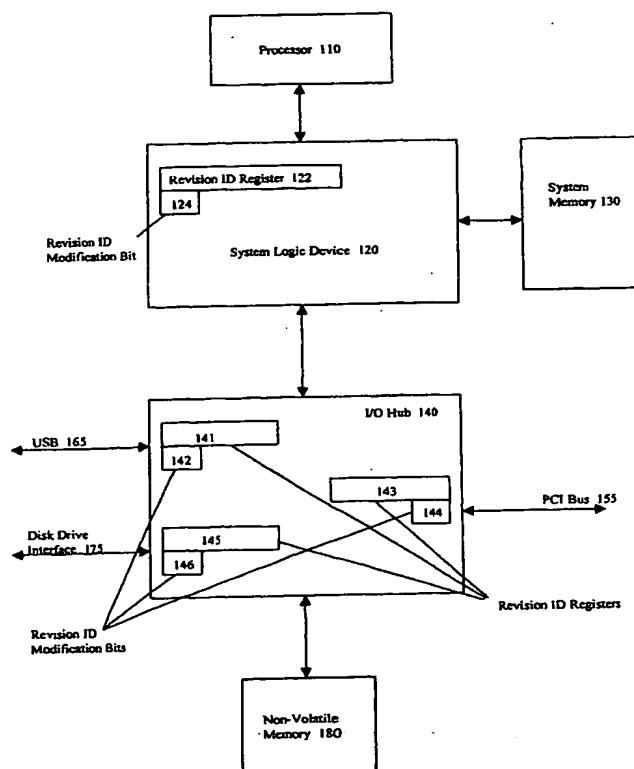 Processor 110
Revision ID Register 122
124
Revision ID
Modification Bit
System Logic Device 120
System
Memory 130
I/O Hub 140
USB 165
141
142
143
144
PCI Bus 155
Disk Drive
Interface 175
145
146
Revision ID
Modification Bits
Revision ID Registers
Non-Volatile
Memory 180